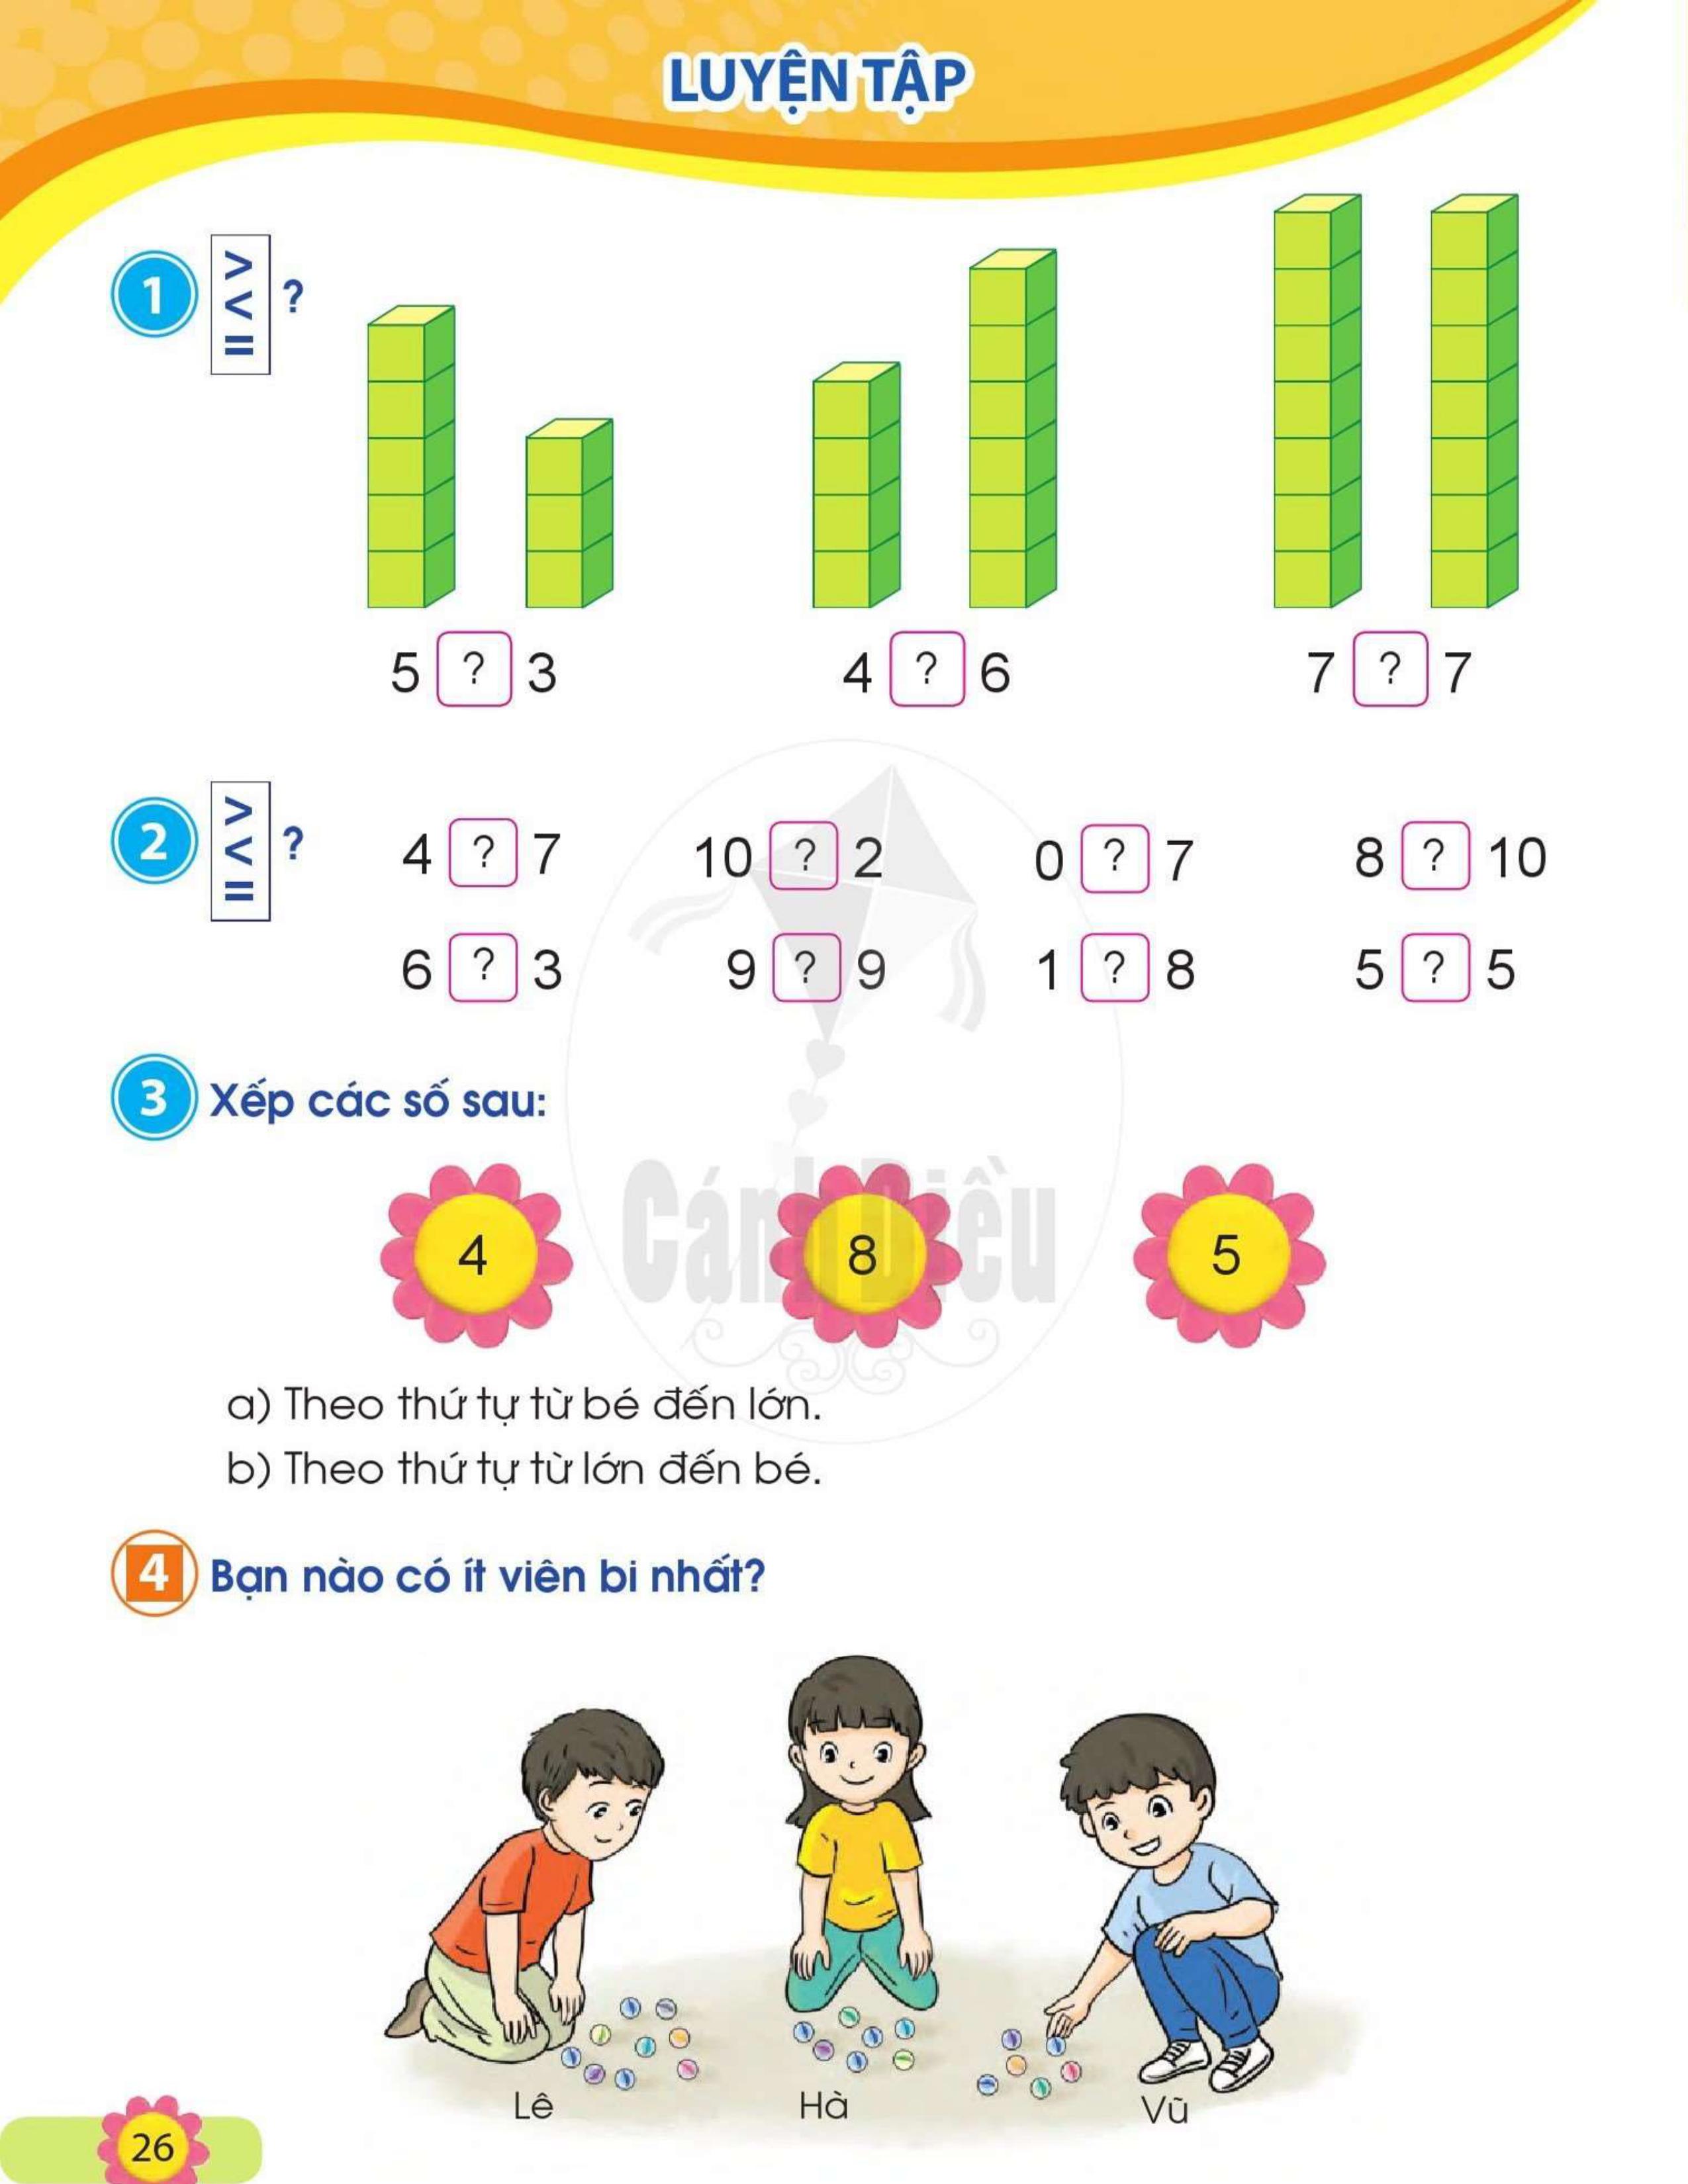 LUYỆN TẬP
1 > < = ?
5 ? 3 4 ? 6 7 ? 7
2 > < = ?
4 ? 7 10 ? 2 0 ? 7 8 ? 10
6 ? 3 9 ? 9 1 ? 8 5 ? 5
3 Xếp các số sau:
4 8 5
Cánh Diều
a) Theo thứ tự từ bé đến lớn.
b) Theo thứ tự từ lớn đến bé.
4 Bạn nào có ít viên bi nhất?
Lê Hà Vũ
26